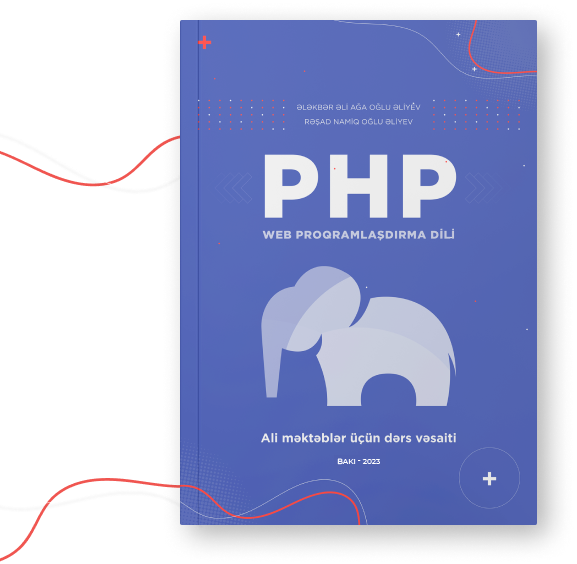 ƏLƏKBƏR ƏLİ AĞA OĞLU ƏLİYEV
RƏŞAD NAMİQ OĞLU ƏLİYEV
PHP
WEB PROQRAMLAŞDIRMA DİLİ
Ali məktəblər üçün dərs vəsaiti
BAKI - 2023